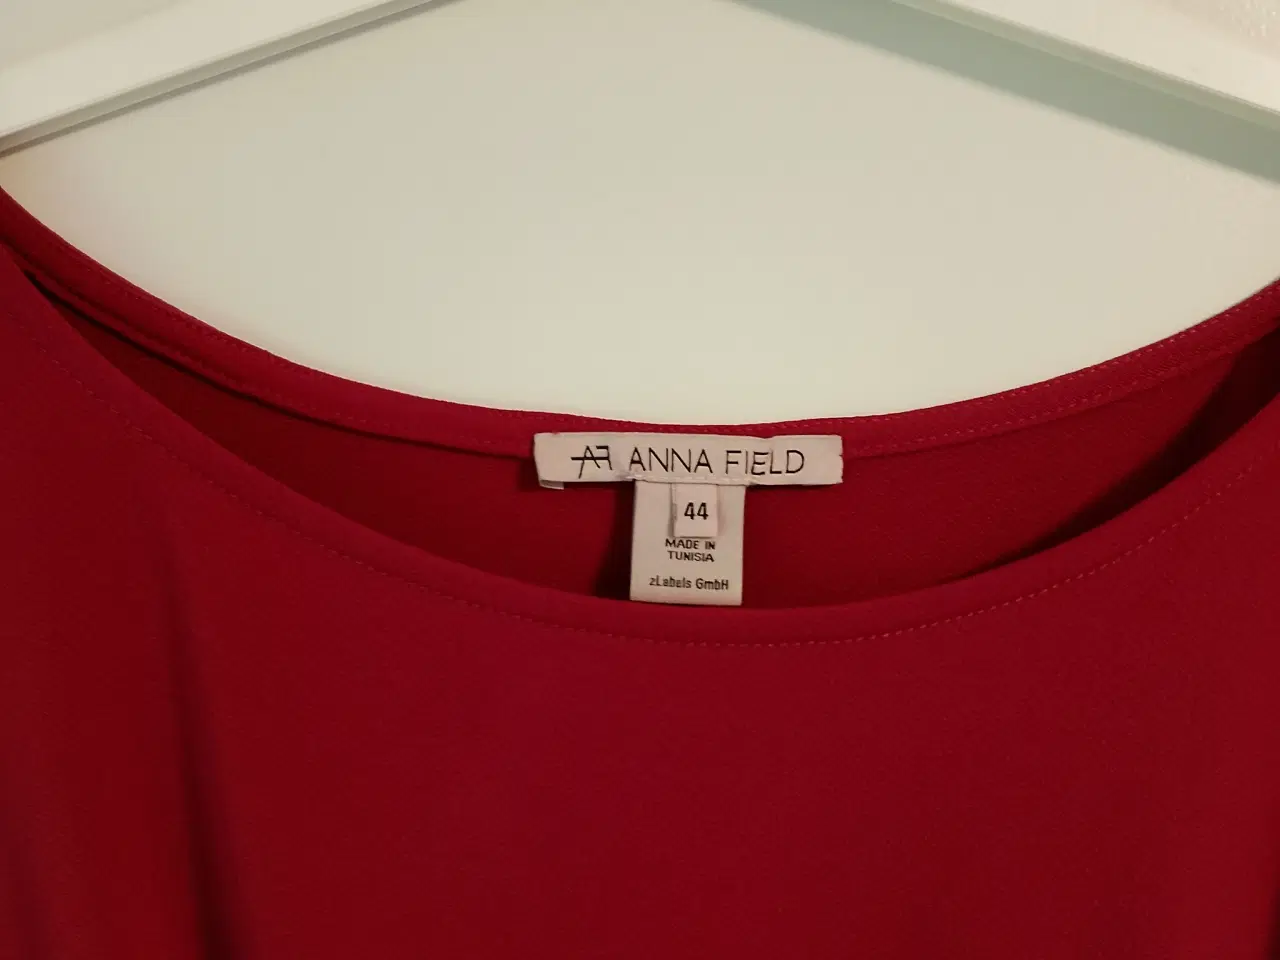 AF ANNA FIELD
44
MADE IN
TUNISIA
zLabels GmbH